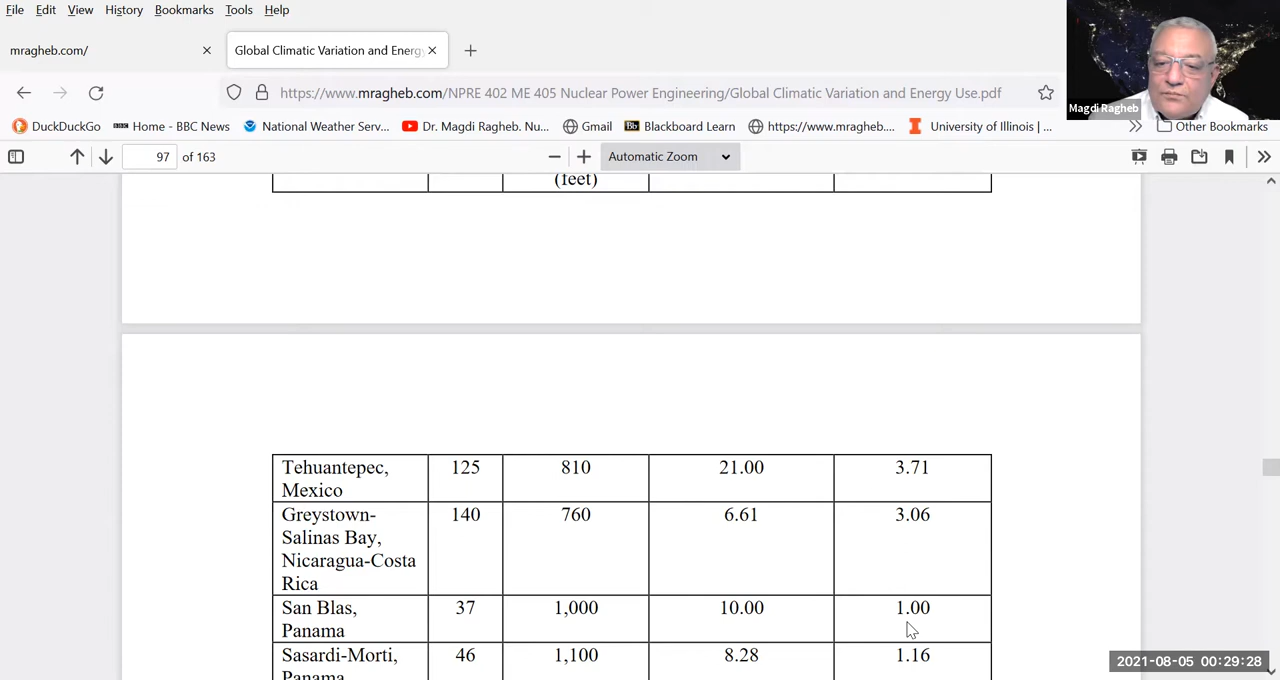 File Edit View History Bookmarks Tools Help
mragheb.com/
Global Climatic Variation and Energy
https://www.mragheb.com/NPRE 402 ME 405 Nuclear Power Engineering/Global Climatic Variation and Energy Use.pdf
Magdi Ragheb
DuckDuckGo
BBC Home - BBC News
National Weather Serv...
Dr. Magdi Ragheb. Nu...
Gmail
Bb Blackboard Learn
https://www.mragheb....
University of Illinois | ...
Other Bookmarks
97 of 163
Automatic Zoom
(feet)
Tehuantepec, 125 810 21.00 3.71
Mexico
Greystown- 140 760 6.61 3.06
Salinas Bay,
Nicaragua-Costa
Rica
San Blas, 37 1,000 10.00 1.00
Panama
Sasardi-Morti, 46 1,100 8.28 1.16
Panama
2021-08-05 00:29:28